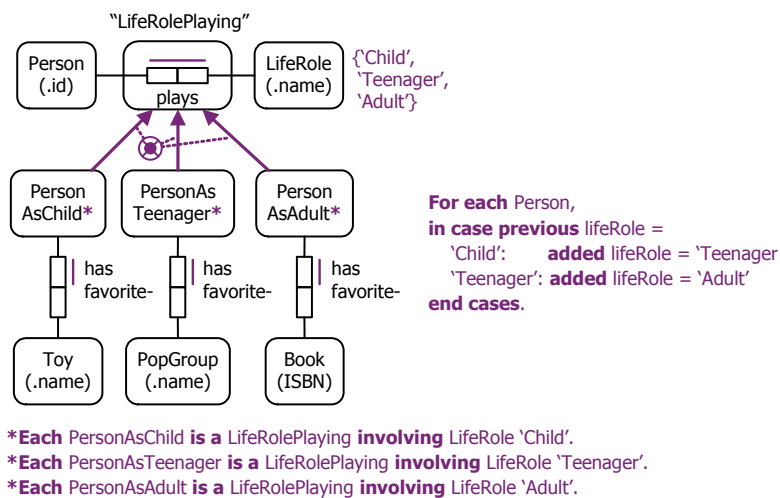 “LifeRolePlaying”
Person
(.id)
plays
LifeRole
(.name)
{‘Child’,
‘Teenager’,
‘Adult’}
Person
AsChild*
PersonAs
Teenager*
Person
AsAdult*
has
favorite-
has
favorite-
has
favorite-
Toy
(.name)
PopGroup
(.name)
Book
(ISBN)
For each Person,
in case previous lifeRole =
‘Child’: added lifeRole = ‘Teenager
‘Teenager’: added lifeRole = ‘Adult’
end cases.
*Each PersonAsChild is a LifeRolePlaying involving LifeRole ‘Child’.
*Each PersonAsTeenager is a LifeRolePlaying involving LifeRole ‘Teenager’.
*Each PersonAsAdult is a LifeRolePlaying involving LifeRole ‘Adult’.